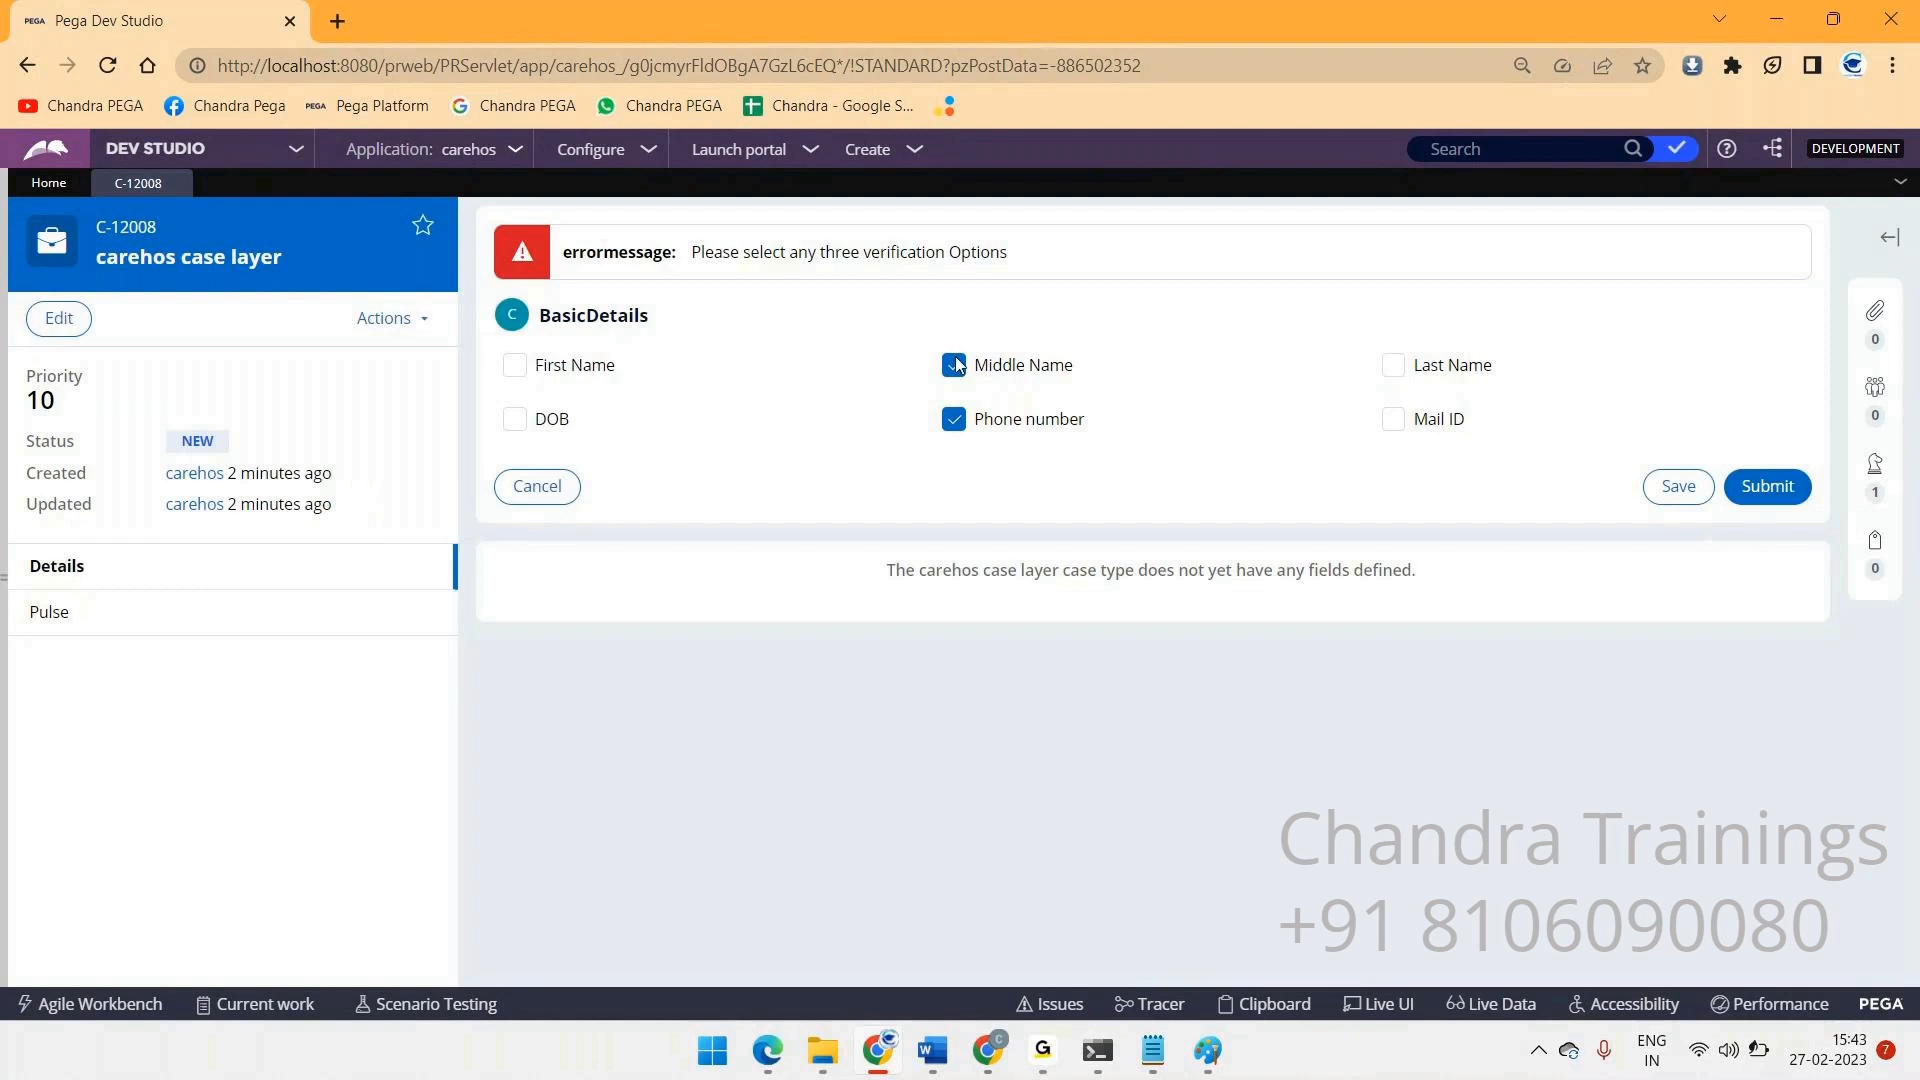 PEGA Pega Dev Studio
http://localhost:8080/prweb/PRServlet/app/carehos_/g0jcmyrFldOBgA7GzL6cEQ*/!STANDARD?pzPostData=-886502352
Chandra PEGA Chandra Pega PEGA Pega Platform Chandra PEGA Chandra PEGA Chandra - Google S...
DEV STUDIO Application: carehos Configure Launch portal Create Search DEVELOPMENT
Home C-12008
C-12008
carehos case layer
Edit Actions
Priority
10
Status NEW
Created carehos 2 minutes ago
Updated carehos 2 minutes ago
Details
Pulse
errormessage: Please select any three verification Options
C BasicDetails
First Name Middle Name Last Name
DOB Phone number Mail ID
Cancel Save Submit
The carehos case layer case type does not yet have any fields defined.
0
0
1
0
Chandra Trainings
+91 8106090080
Agile Workbench Current work Scenario Testing Issues Tracer Clipboard Live UI Live Data Accessibility Performance PEGA
ENG
IN
15:43
27-02-2023
7